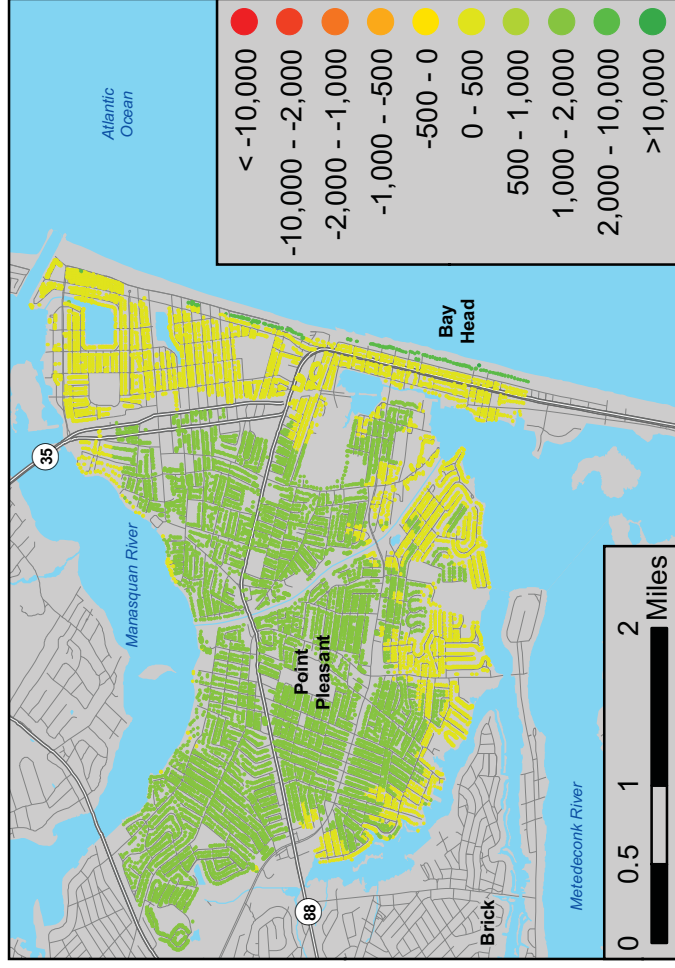 Atlantic
Ocean
35
Manasquan River
Bay
Head
Point
Pleasant
88
Brick
Metedeconk River
< -10,000
-10,000 - -2,000
-2,000 - -1,000
-1,000 - -500
-500 - 0
0 - 500
500 - 1,000
1,000 - 2,000
2,000 - 10,000
>10,000
0 0.5 1 2
Miles